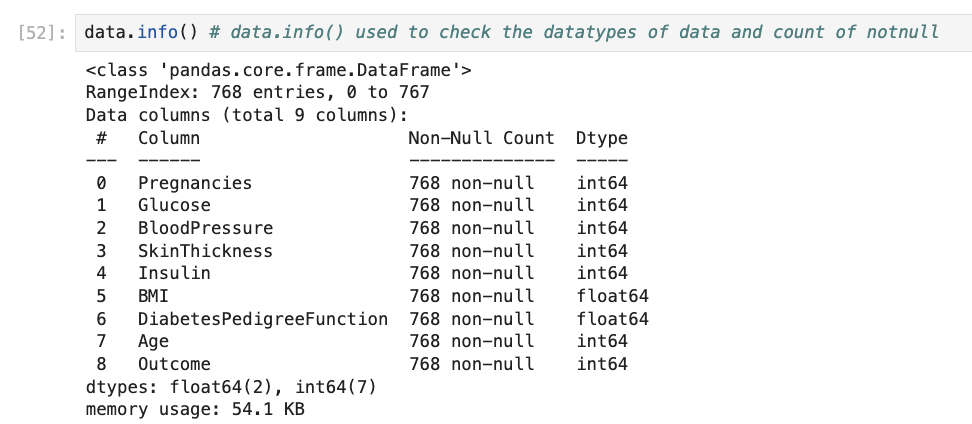 [52]: data.info() # data.info() used to check the datatypes of data and count of notnull
<class 'pandas.core.frame.DataFrame'>
RangeIndex: 768 entries, 0 to 767
Data columns (total 9 columns):
 #   Column                    Non-Null Count  Dtype
---  ------                    --------------  -----
 0   Pregnancies               768 non-null    int64
 1   Glucose                   768 non-null    int64
 2   BloodPressure             768 non-null    int64
 3   SkinThickness             768 non-null    int64
 4   Insulin                   768 non-null    int64
 5   BMI                       768 non-null    float64
 6   DiabetesPedigreeFunction  768 non-null    float64
 7   Age                       768 non-null    int64
 8   Outcome                   768 non-null    int64
dtypes: float64(2), int64(7)
memory usage: 54.1 KB